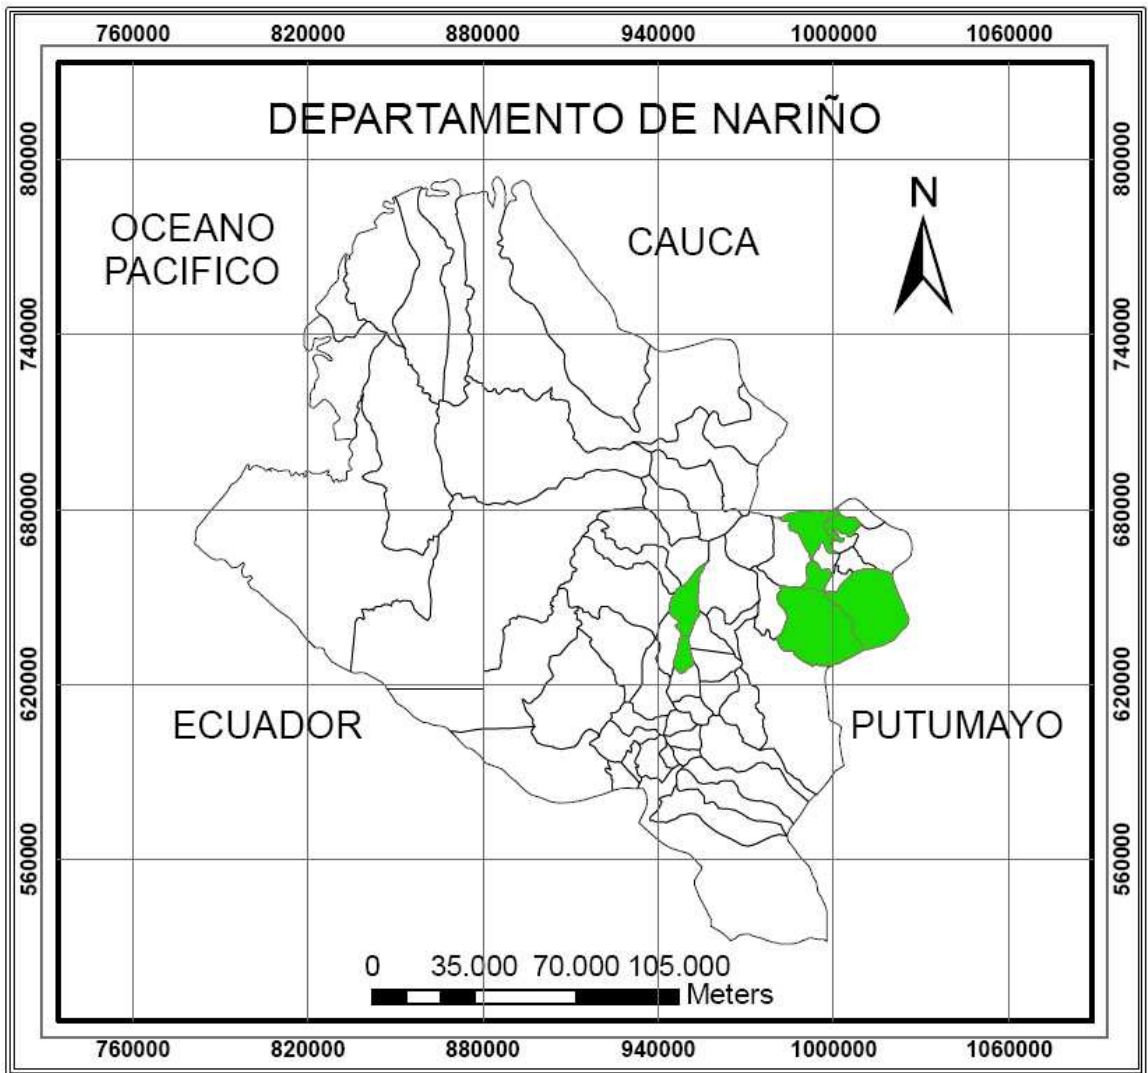 760000 820000 880000 940000 1000000 1060000
DEPARTAMENTO DE NARIÑO
800000 800000
N
OCEANO
PACIFICO
CAUCA
740000 740000
680000 680000
620000 620000
ECUADOR
PUTUMAYO
560000 560000
0 35.000 70.000 105.000
Meters
760000 820000 880000 940000 1000000 1060000